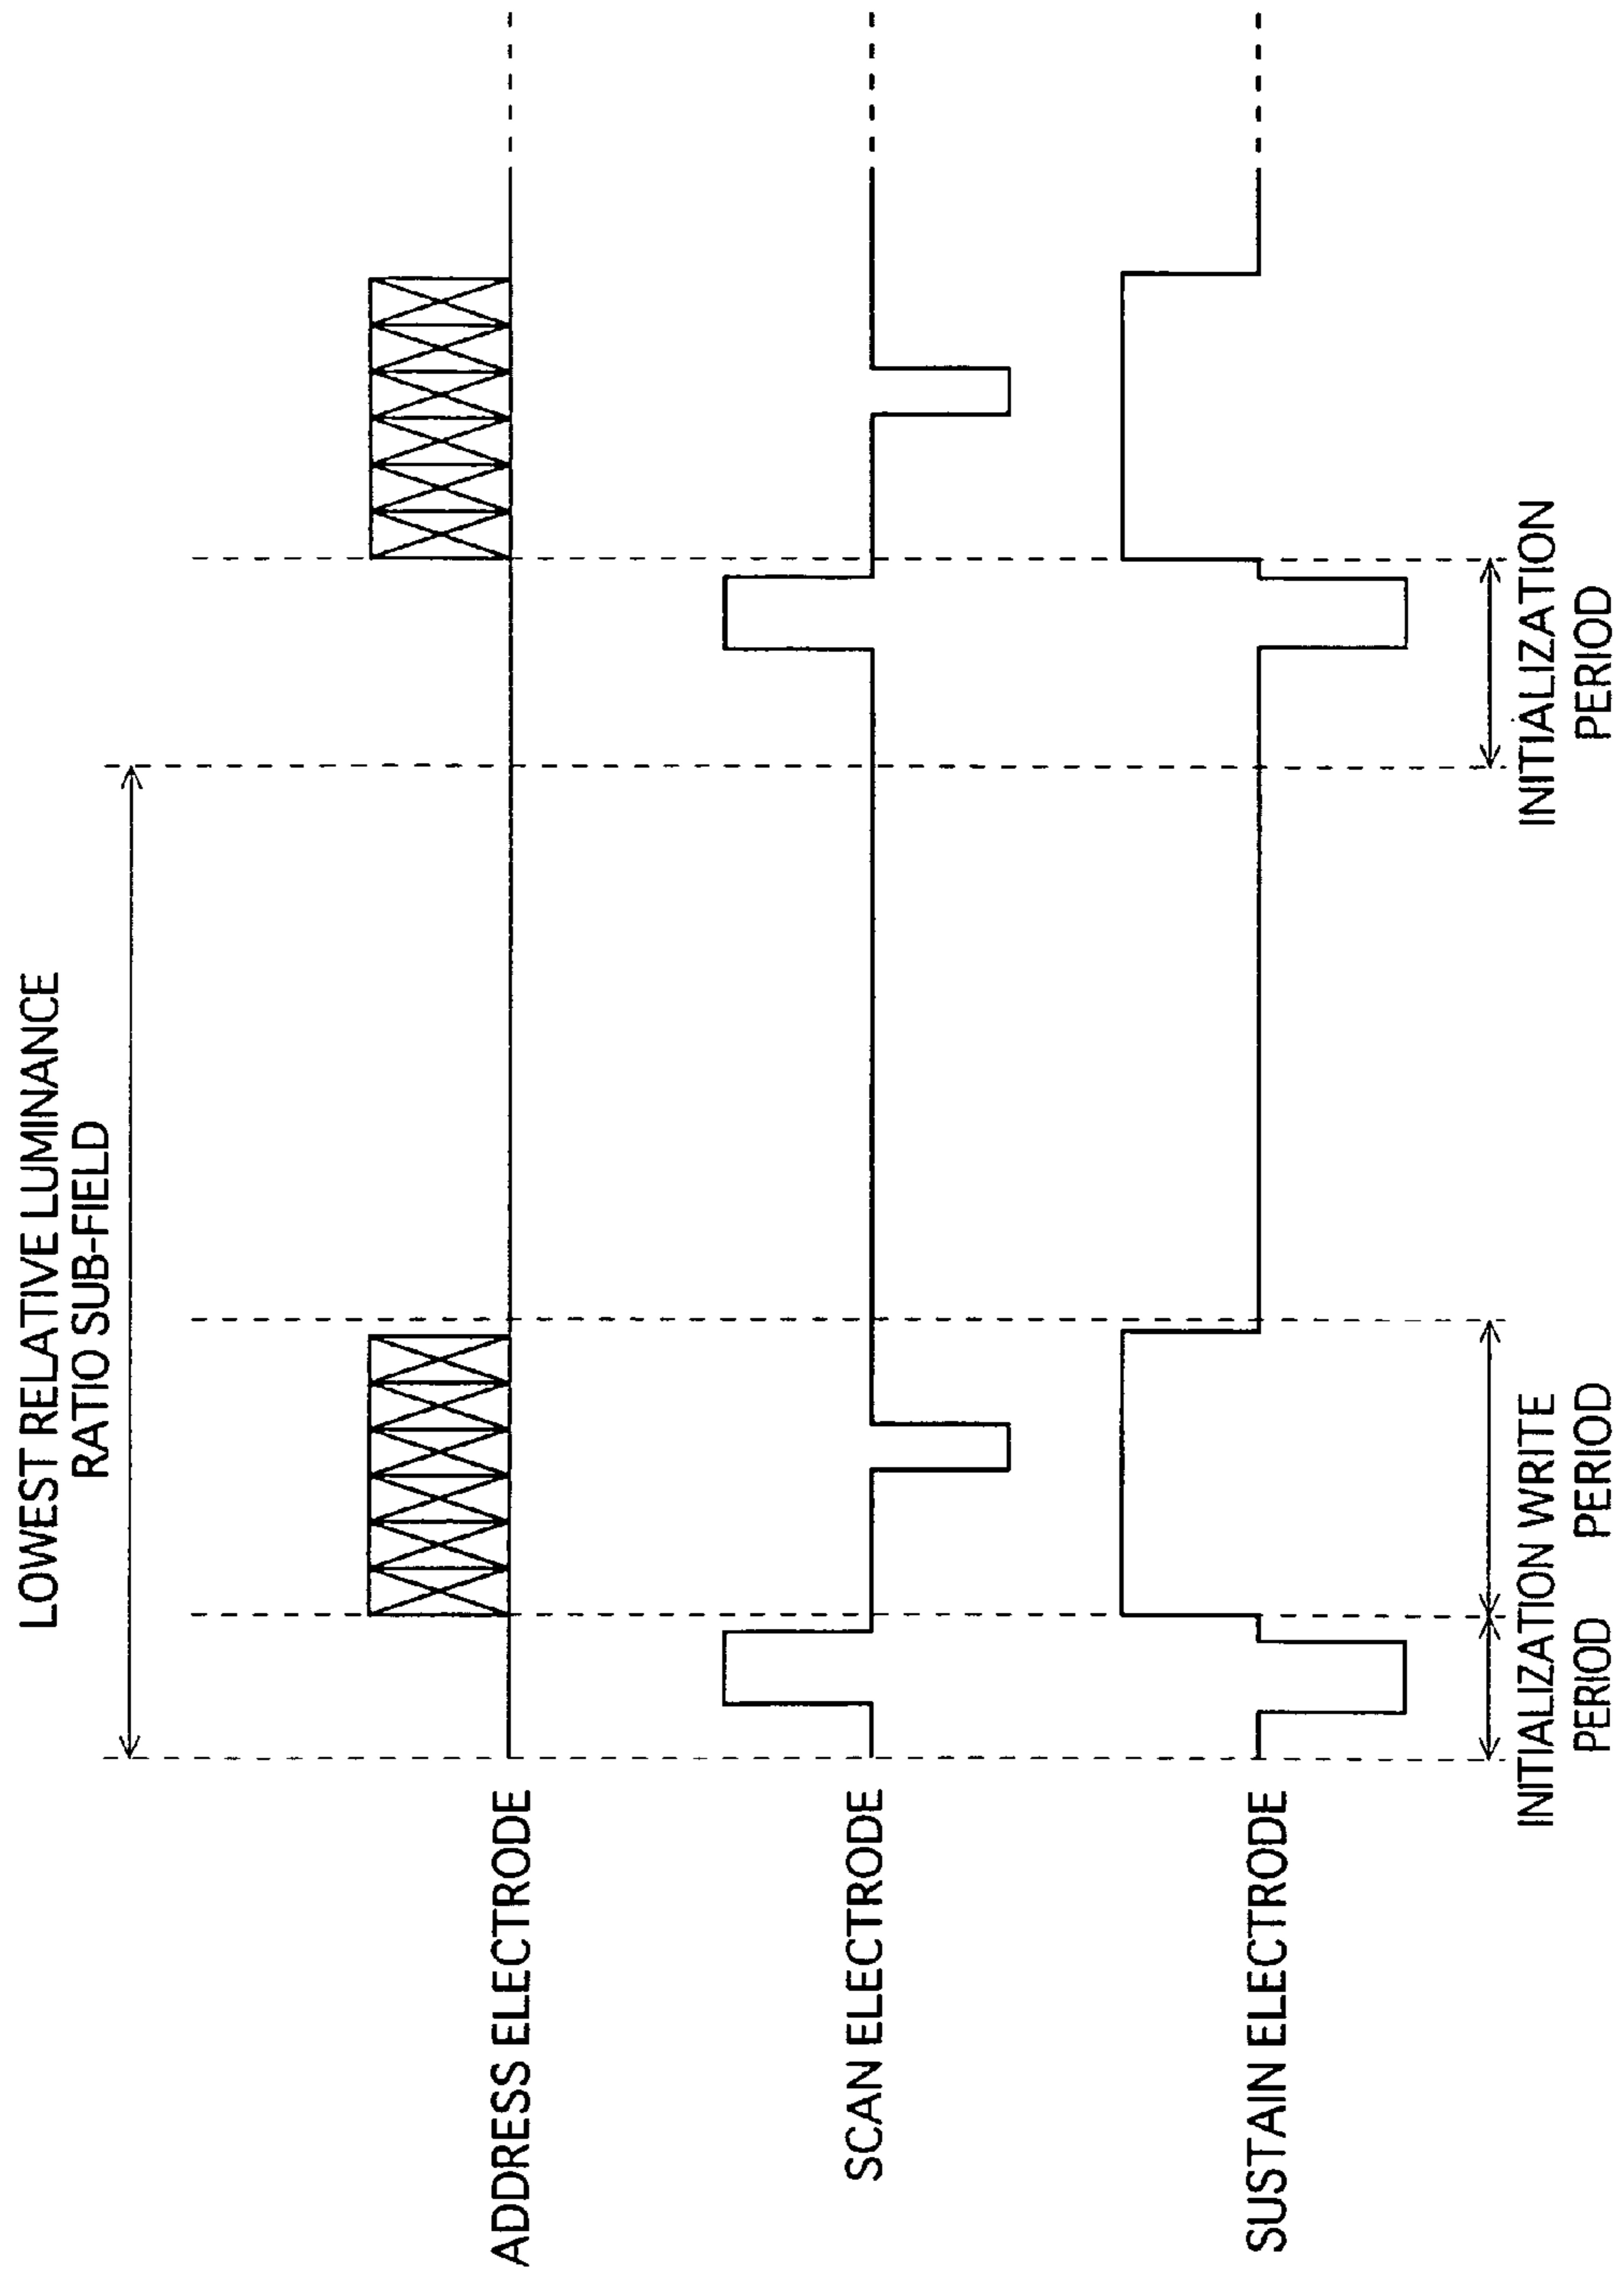 LOWEST RELATIVE LUMINANCE
RATIO SUB-FIELD
ADDRESS ELECTRODE
SCAN ELECTRODE
SUSTAIN ELECTRODE
INITIALIZATION WRITE INITIALIZATION
PERIOD PERIOD PERIOD